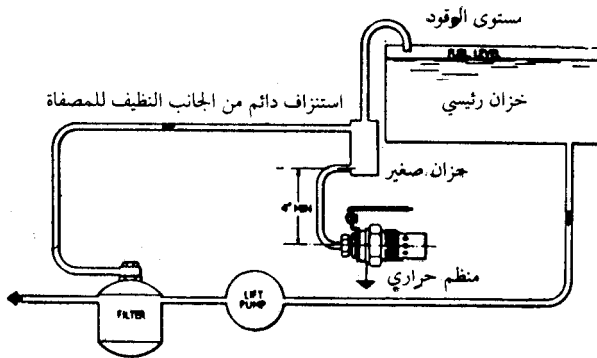 مستوى الوقود
FUEL LEVEL
خزان رئيسي
استنزاف دائم من الجانب النظيف للمصفاة
خزان صغير
4" MIN
منظم حراري
LIFT
PUMP
FILTER